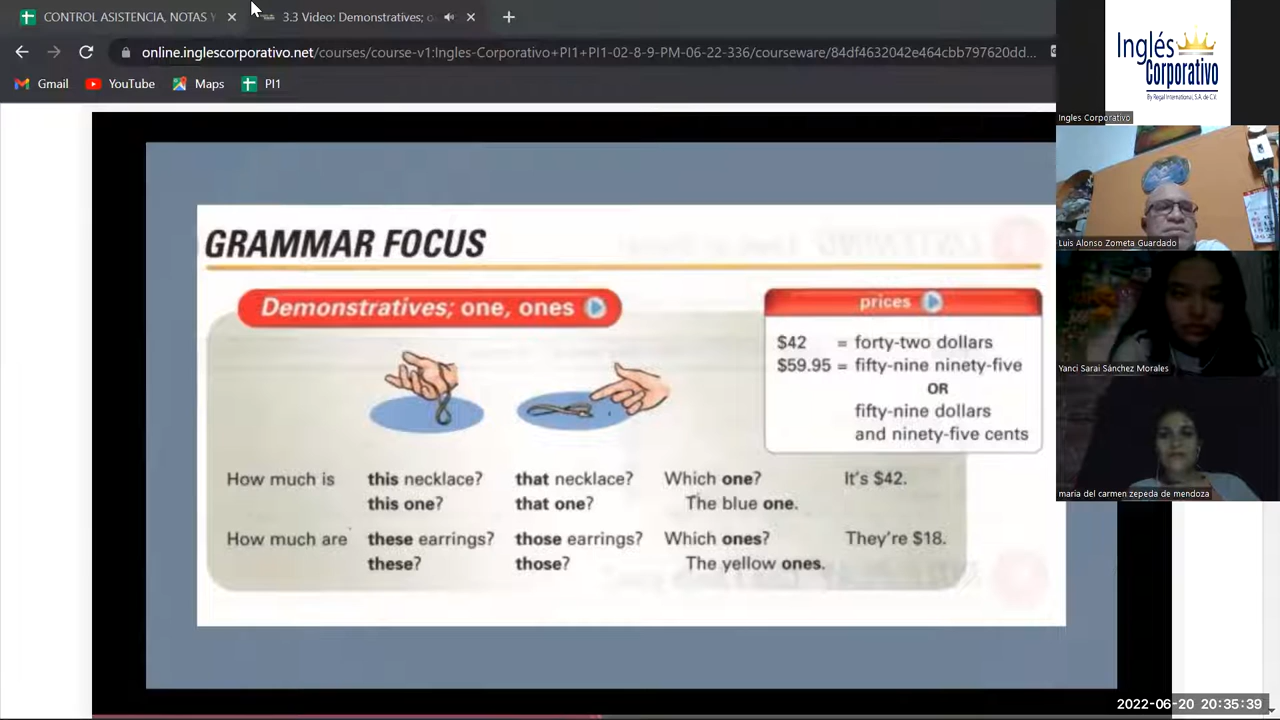 CONTROL ASISTENCIA, NOTAS Y
3.3 Video: Demonstratives; o
online.inglescorporativo.net/courses/course-v1:Ingles-Corporativo+PI1+PI1-02-8-9-PM-06-22-336/courseware/84df4632042e464cbb797620dd...
Gmail
YouTube
Maps
PI1
GRAMMAR FOCUS
Demonstratives; one, ones
prices
$42 = forty-two dollars
$59.95 = fifty-nine ninety-five
OR
fifty-nine dollars
and ninety-five cents
How much is this necklace? that necklace? Which one? It's $42.
this one? that one? The blue one.
How much are these earrings? those earrings? Which ones? They're $18.
these? those? The yellow ones.
Inglés
Corporativo
By Regal International, S.A. de C.V.
Ingles Corporativo
Luis Alonso Zometa Guardado
Yanci Sarai Sánchez Morales
maria del carmen zepeda de mendoza
2022-06-20 20:35:39